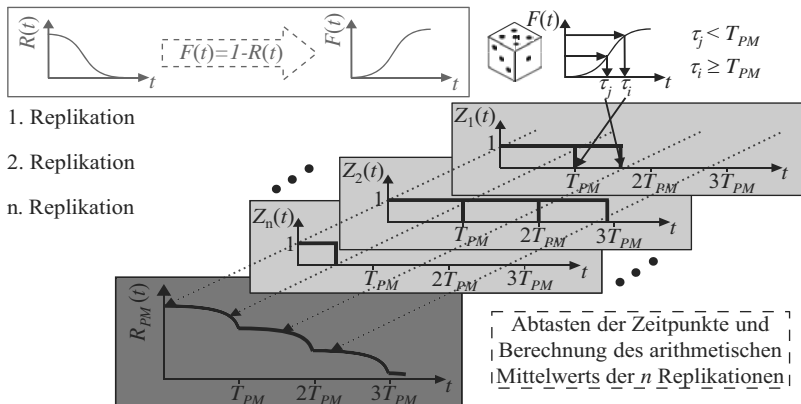 R(t)
F(t)=1-R(t)
t
F(t)
t
F(t)
t
τj τi
τj < TPM
τi ≥ TPM
1. Replikation
2. Replikation
n. Replikation
Z1(t)
1
TPM 2TPM 3TPM t
Z2(t)
1
TPM 2TPM 3TPM t
Zn(t)
1
TPM 2TPM 3TPM t
RPM(t)
TPM 2TPM 3TPM t
Abtasten der Zeitpunkte und
Berechnung des arithmetischen
Mittelwerts der n Replikationen